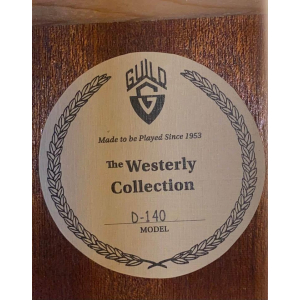 GUILD
G
Made to be Played Since 1953
The Westerly
Collection
D-140
MODEL